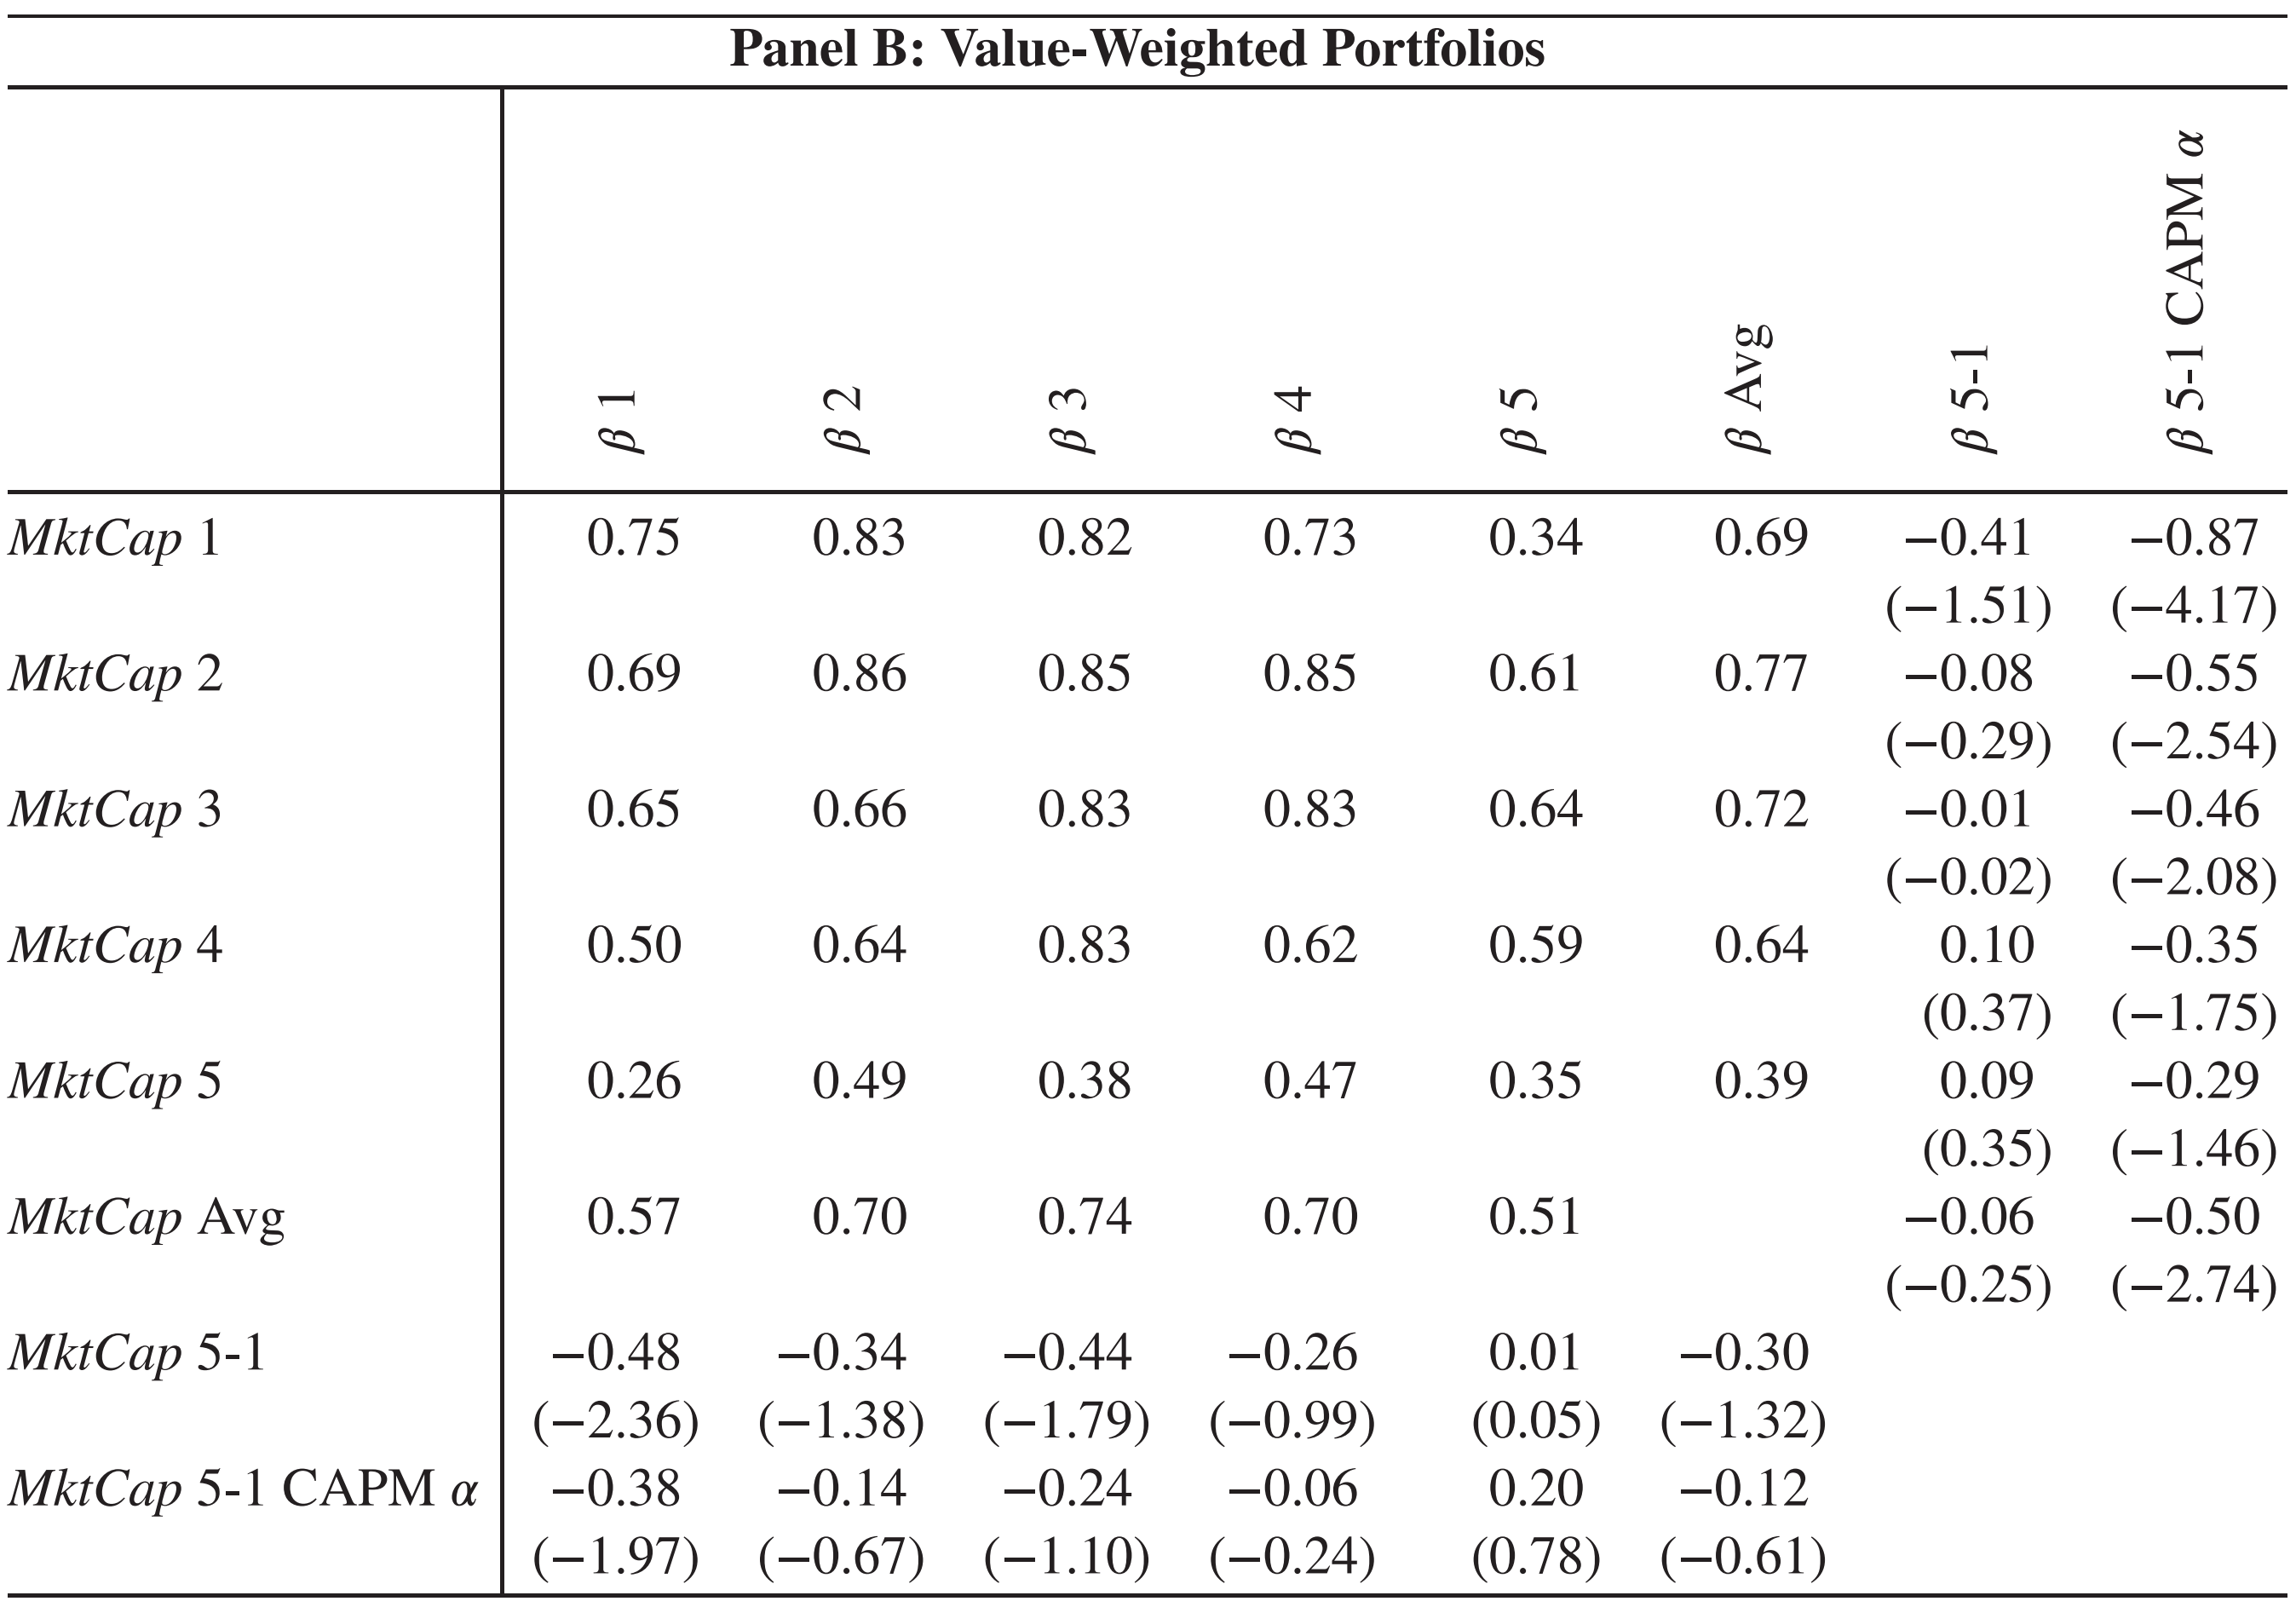 Panel B: Value-Weighted Portfolios
β 1 β 2 β 3 β 4 β 5 β Avg β 5-1 β 5-1 CAPM α
MktCap 1 0.75 0.83 0.82 0.73 0.34 0.69 −0.41 −0.87
(−1.51) (−4.17)
MktCap 2 0.69 0.86 0.85 0.85 0.61 0.77 −0.08 −0.55
(−0.29) (−2.54)
MktCap 3 0.65 0.66 0.83 0.83 0.64 0.72 −0.01 −0.46
(−0.02) (−2.08)
MktCap 4 0.50 0.64 0.83 0.62 0.59 0.64 0.10 −0.35
(0.37) (−1.75)
MktCap 5 0.26 0.49 0.38 0.47 0.35 0.39 0.09 −0.29
(0.35) (−1.46)
MktCap Avg 0.57 0.70 0.74 0.70 0.51 −0.06 −0.50
(−0.25) (−2.74)
MktCap 5-1 −0.48 −0.34 −0.44 −0.26 0.01 −0.30
(−2.36) (−1.38) (−1.79) (−0.99) (0.05) (−1.32)
MktCap 5-1 CAPM α −0.38 −0.14 −0.24 −0.06 0.20 −0.12
(−1.97) (−0.67) (−1.10) (−0.24) (0.78) (−0.61)